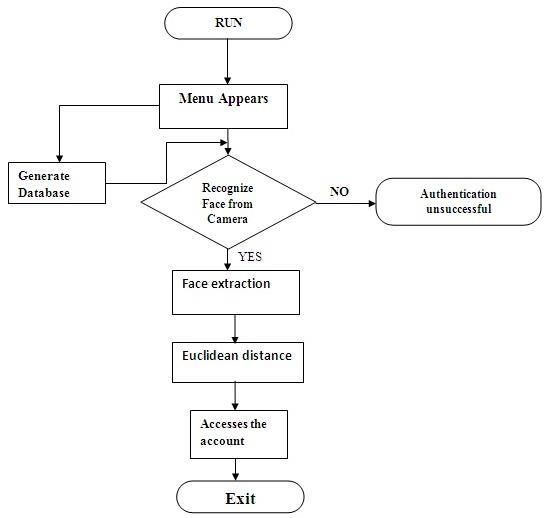 RUN
Menu Appears
Generate
Database
Recognize
Face from
Camera
NO
Authentication
unsuccessful
YES
Face extraction
Euclidean distance
Accesses the
account
Exit